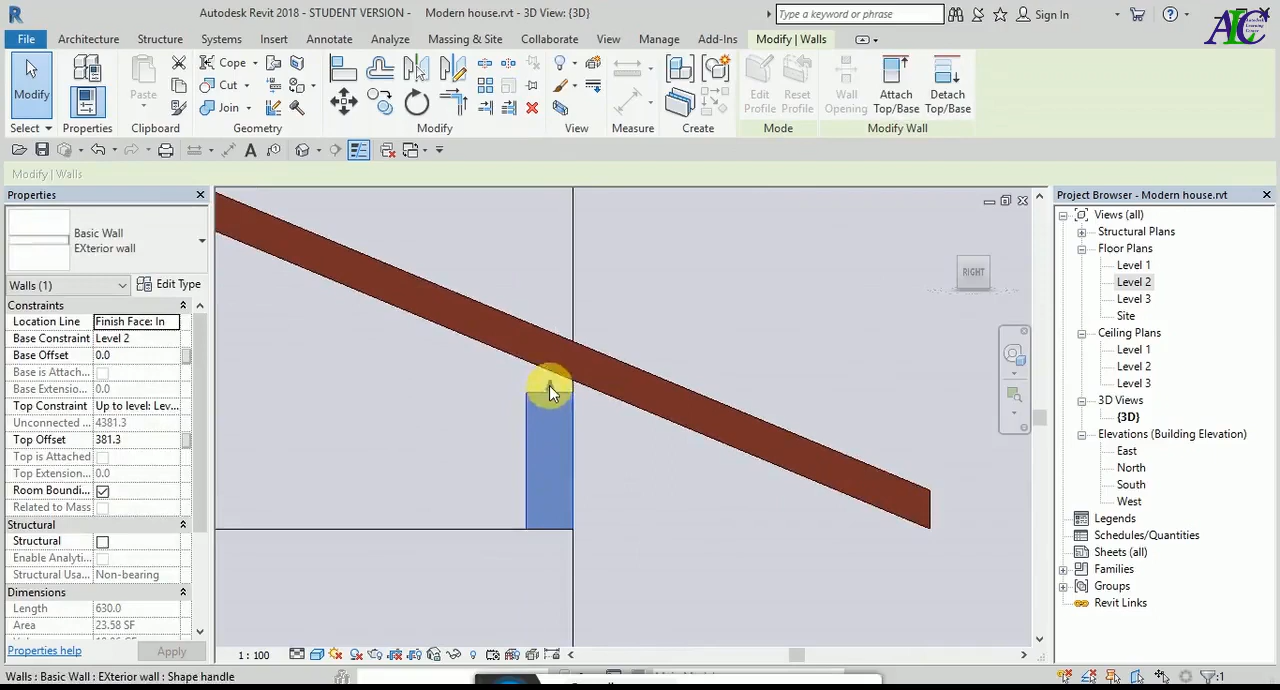 Autodesk Revit 2018 - STUDENT VERSION - Modern house.rvt - 3D View: {3D}
Type a keyword or phrase
Sign In
ALC
File Architecture Structure Systems Insert Annotate Analyze Massing & Site View Manage Add-Ins Modify | Walls
Modify
Paste
Cope
Cut
Join
Edit Profile
Reset Profile
Wall Opening
Attach Top/Base
Detach Top/Base
Select Properties Clipboard Geometry Modify View Measure Create Mode Modify Wall
Modify | Walls
Properties
Basic Wall
EXterior wall
Walls (1)
Edit Type
Constraints
Location Line Finish Face: In
Base Constraint Level 2
Base Offset 0.0
Base is Attach...
Base Extensio... 0.0
Top Constraint Up to level: Lev...
Unconnected ... 4381.3
Top Offset 381.3
Top is Attached
Top Extension... 0.0
Room Boundi...
Related to Mass
Structural
Structural
Enable Analyti...
Structural Usa... Non-bearing
Dimensions
Length 630.0
Area 23.58 SF
Properties help
Apply
RIGHT
1 : 100
Project Browser - Modern house.rvt
Views (all)
Structural Plans
Floor Plans
Level 1
Level 2
Level 3
Site
Ceiling Plans
Level 1
Level 2
Level 3
3D Views
{3D}
Elevations (Building Elevation)
East
North
South
West
Legends
Schedules/Quantities
Sheets (all)
Families
Groups
Revit Links
Walls : Basic Wall : EXterior wall : Shape handle
:1